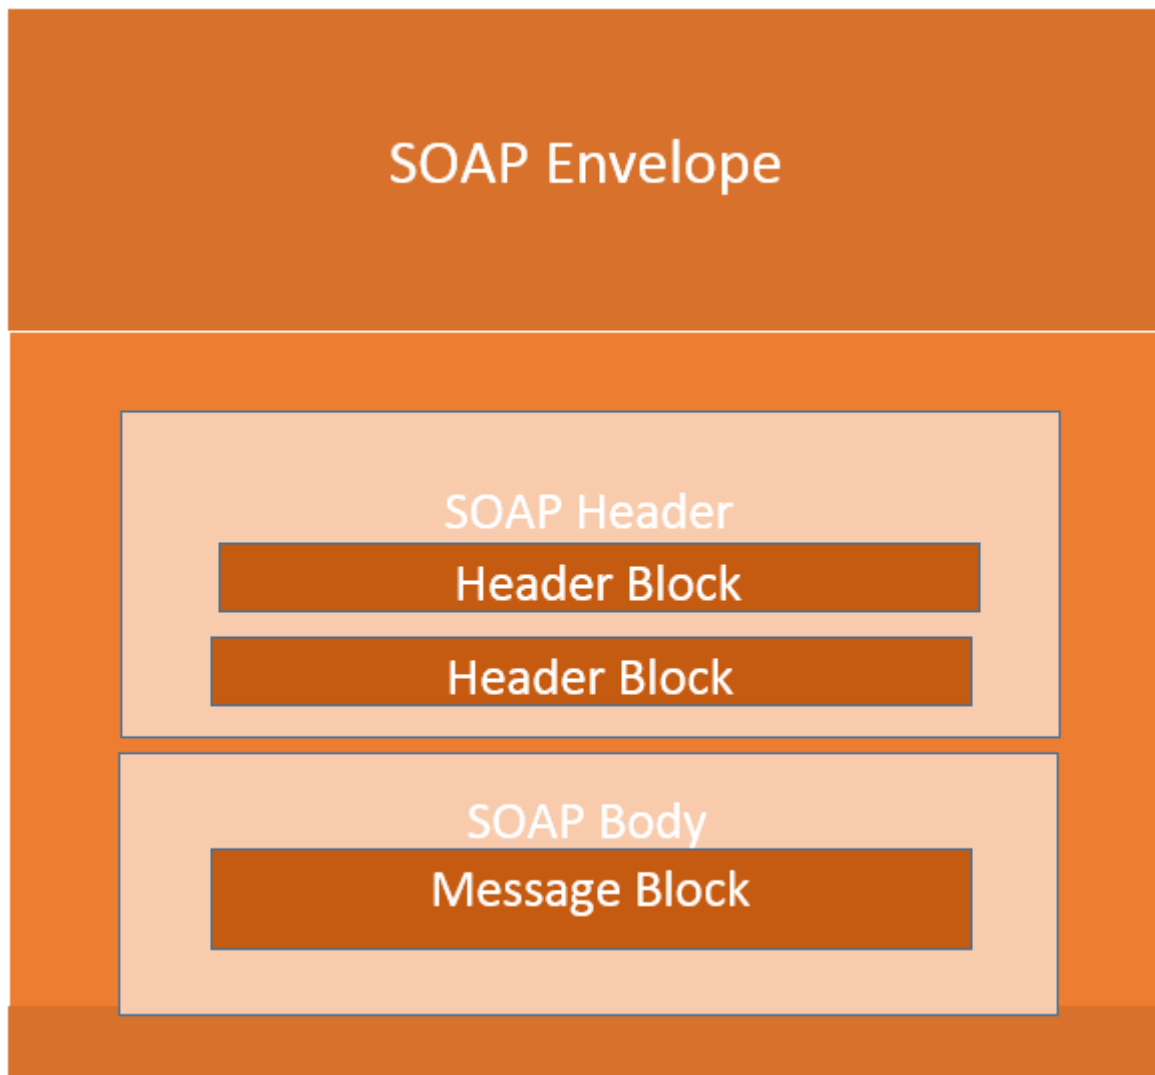 SOAP Envelope
SOAP Header
Header Block
Header Block
SOAP Body
Message Block